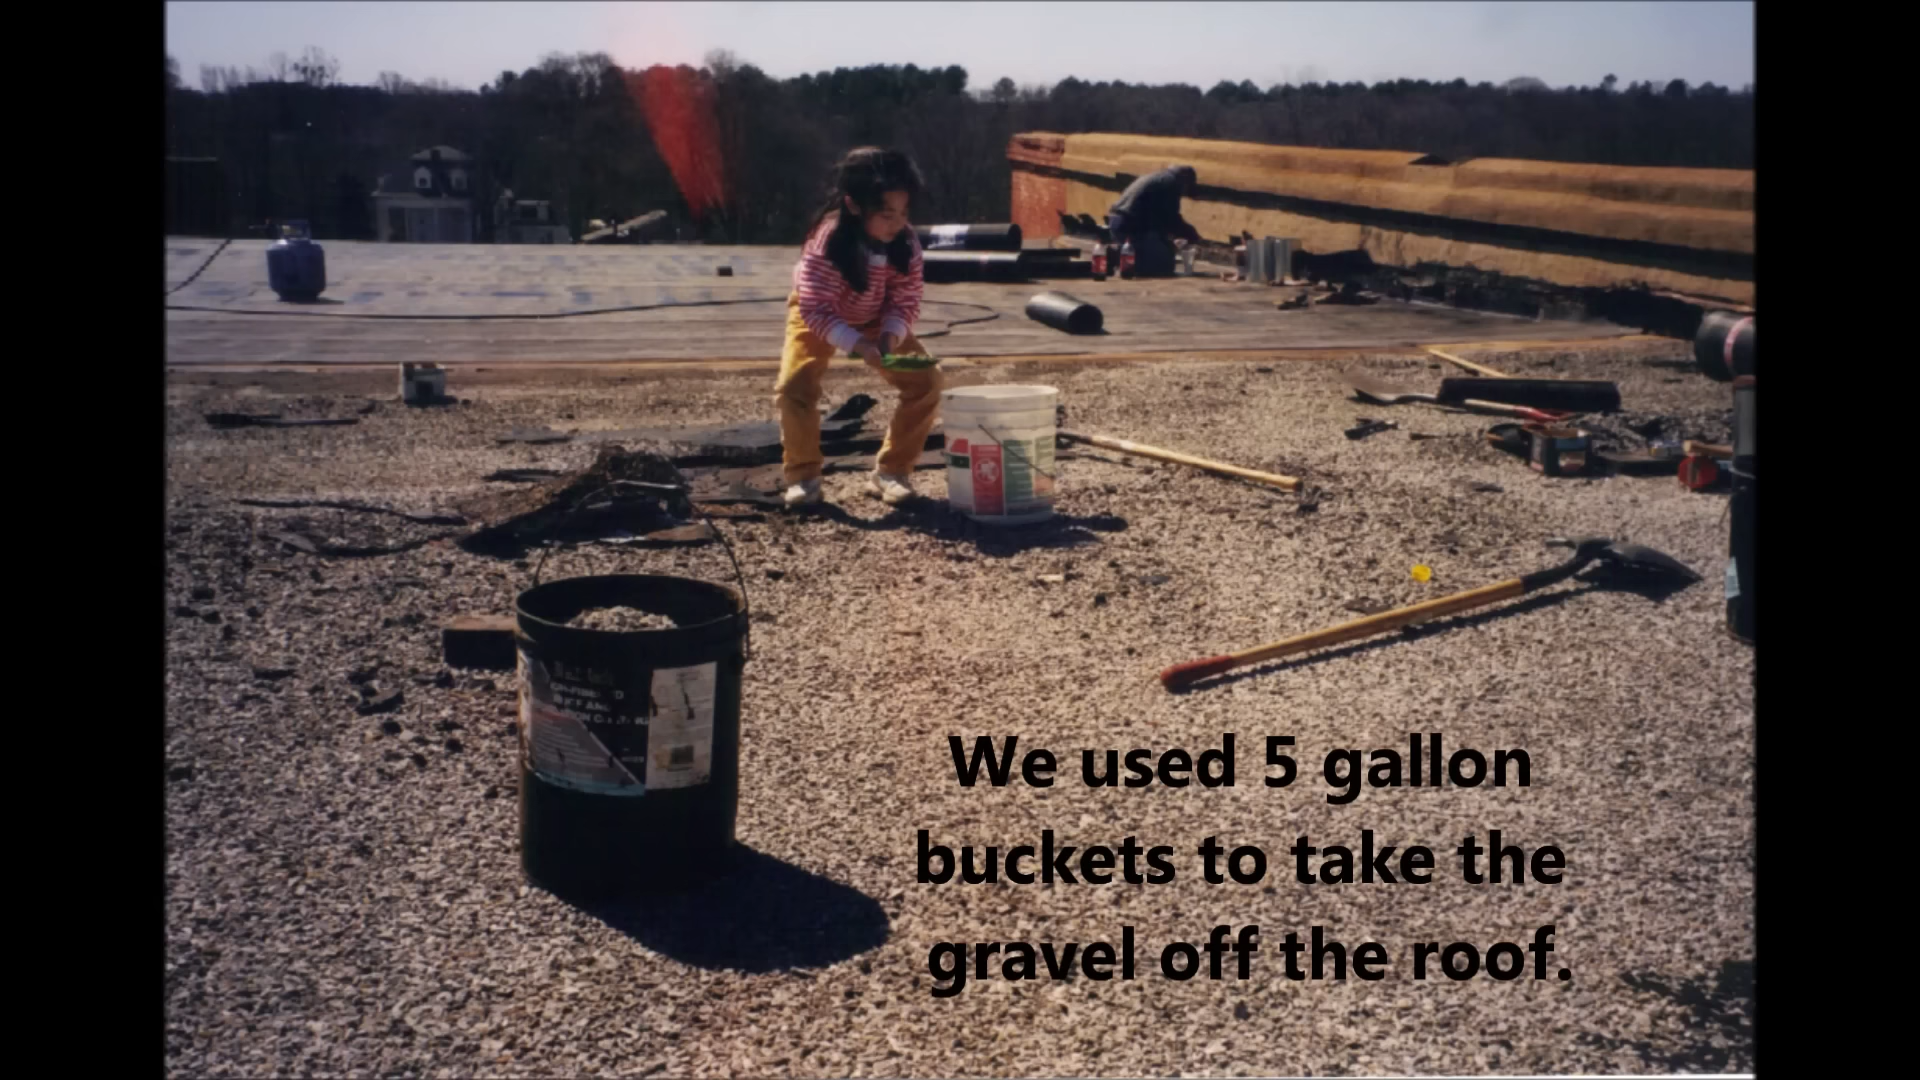 We used 5 gallon
buckets to take the
gravel off the roof.